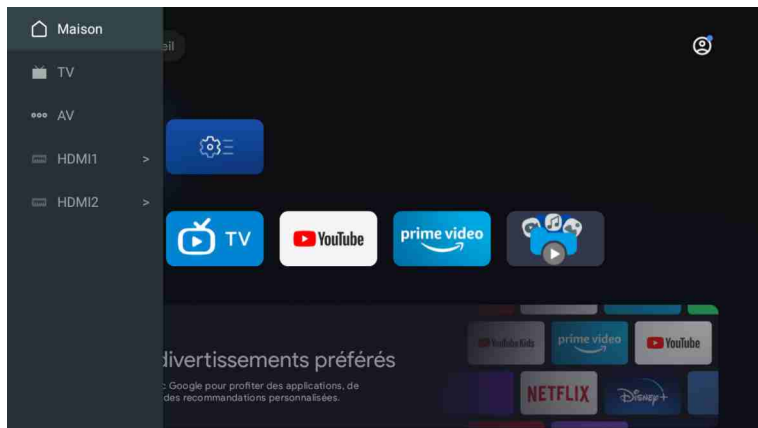 Maison
eil
TV
AV
HDMI1 >
HDMI2 >
TV
YouTube
prime video
divertissements préférés
c Google pour profiter des applications, de
des recommandations personnalisées.
YouTube Kids
prime video
YouTube
NETFLIX
Disney+